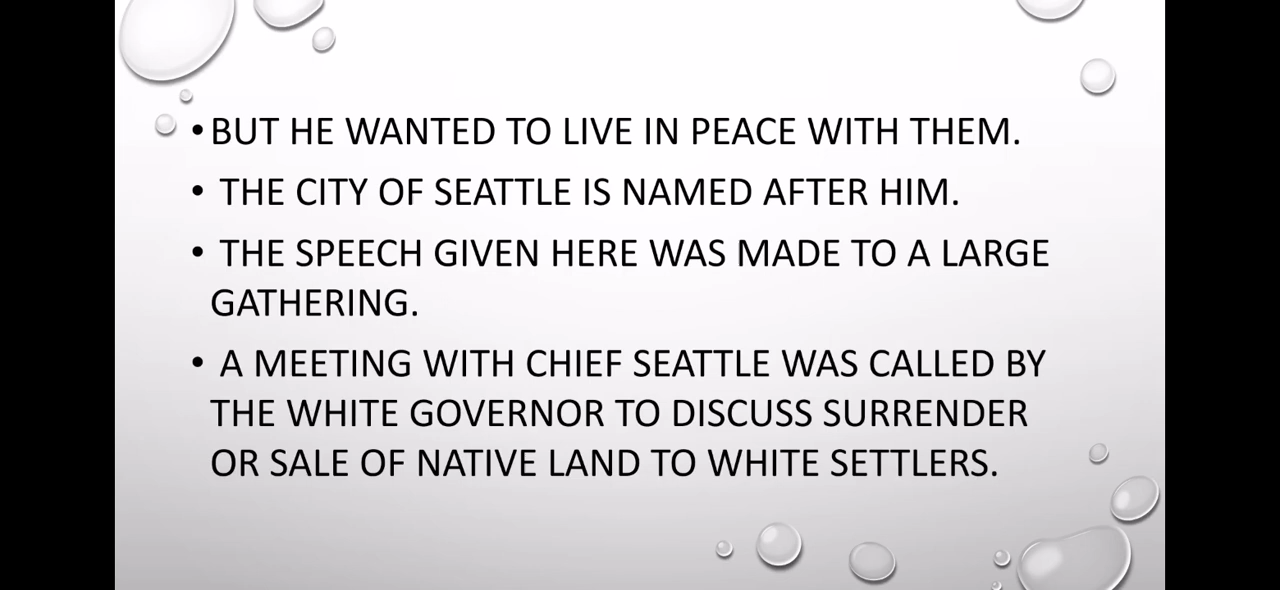 • BUT HE WANTED TO LIVE IN PEACE WITH THEM.
• THE CITY OF SEATTLE IS NAMED AFTER HIM.
• THE SPEECH GIVEN HERE WAS MADE TO A LARGE
GATHERING.
• A MEETING WITH CHIEF SEATTLE WAS CALLED BY
THE WHITE GOVERNOR TO DISCUSS SURRENDER
OR SALE OF NATIVE LAND TO WHITE SETTLERS.